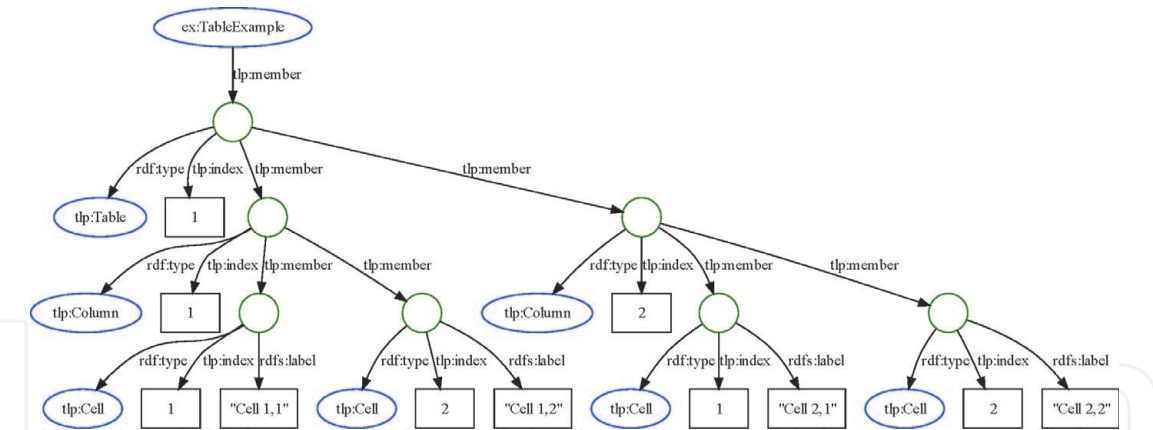 ex:TableExample
tlp:member
rdf:type tlp:index tlp:member tlp:member
tlp:Table 1
rdf:type tlp:index tlp:member tlp:member rdf:type tlp:index tlp:member tlp:member
tlp:Column 1 tlp:Column 2
rdf:type tlp:index rdfs:label rdf:type tlp:index rdfs:label rdf:type tlp:index rdfs:label rdf:type tlp:index rdfs:label
tlp:Cell 1 "Cell 1,1" tlp:Cell 2 "Cell 1,2" tlp:Cell 1 "Cell 2,1" tlp:Cell 2 "Cell 2,2"